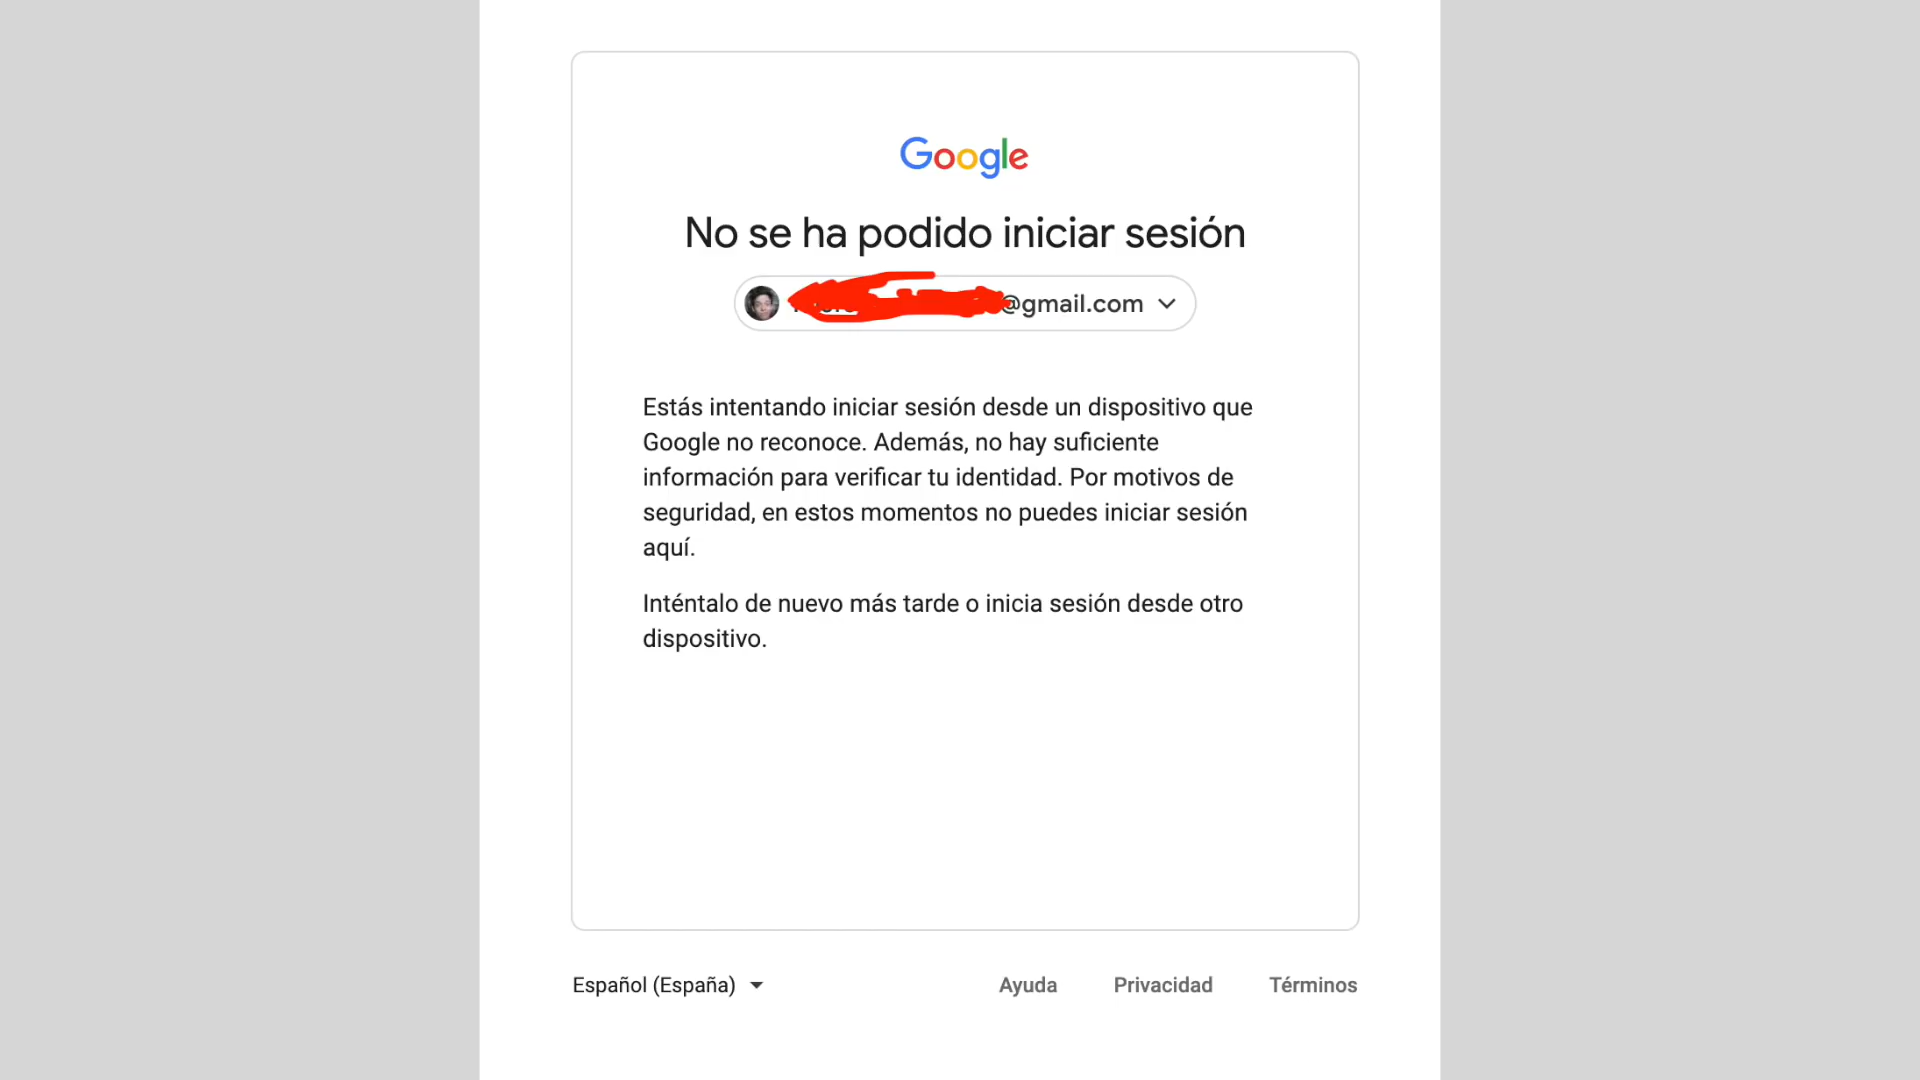 Google
No se ha podido iniciar sesión
@gmail.com
Estás intentando iniciar sesión desde un dispositivo que
Google no reconoce. Además, no hay suficiente
información para verificar tu identidad. Por motivos de
seguridad, en estos momentos no puedes iniciar sesión
aquí.
Inténtalo de nuevo más tarde o inicia sesión desde otro
dispositivo.
Español (España)
Ayuda Privacidad Términos